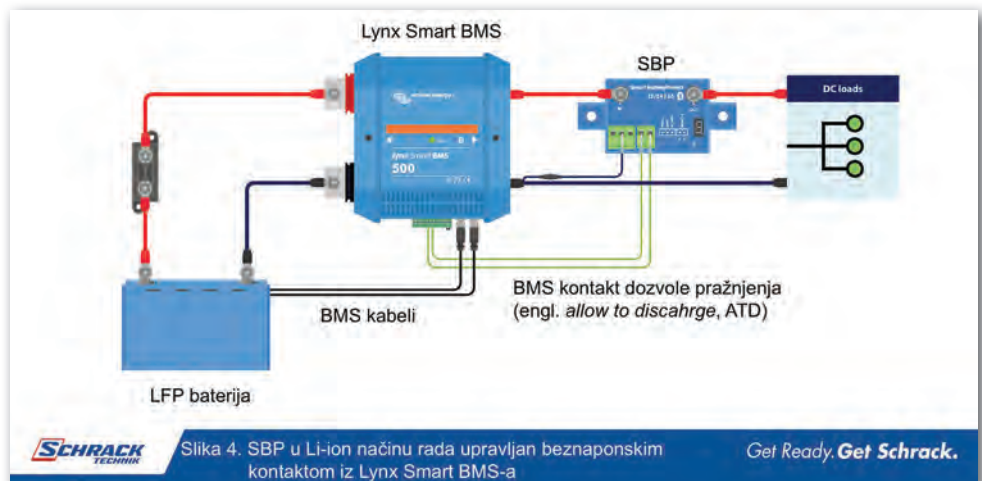 Lynx Smart BMS
SBP
DC loads
Lynx Smart BMS
500
BMS kabeli
BMS kontakt dozvole pražnjenja
(engl. allow to discahrge, ATD)
LFP baterija
SCHRACK
TECHNIK
Slika 4. SBP u Li-ion načinu rada upravljan beznaponskim
kontaktom iz Lynx Smart BMS-a
Get Ready. Get Schrack.